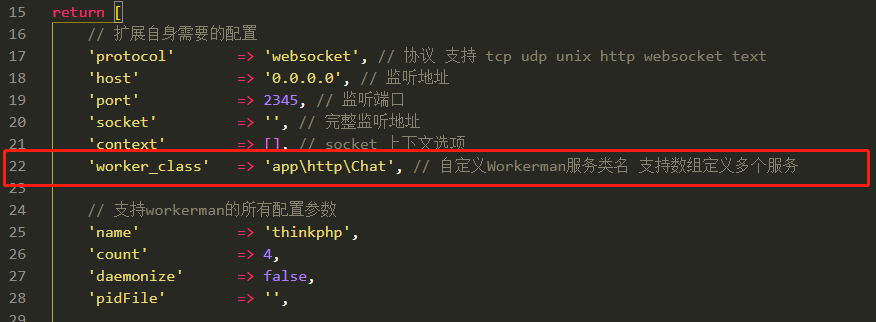 15 return [
16 // 扩展自身需要的配置
17 'protocol' => 'websocket', // 协议 支持 tcp udp unix http websocket text
18 'host' => '0.0.0.0', // 监听地址
19 'port' => 2345, // 监听端口
20 'socket' => '', // 完整监听地址
21 'context' => [], // socket 上下文选项
22 'worker_class' => 'app\http\Chat', // 自定义Workerman服务类名 支持数组定义多个服务
23
24 // 支持workerman的所有配置参数
25 'name' => 'thinkphp',
26 'count' => 4,
27 'daemonize' => false,
28 'pidFile' => '',
29